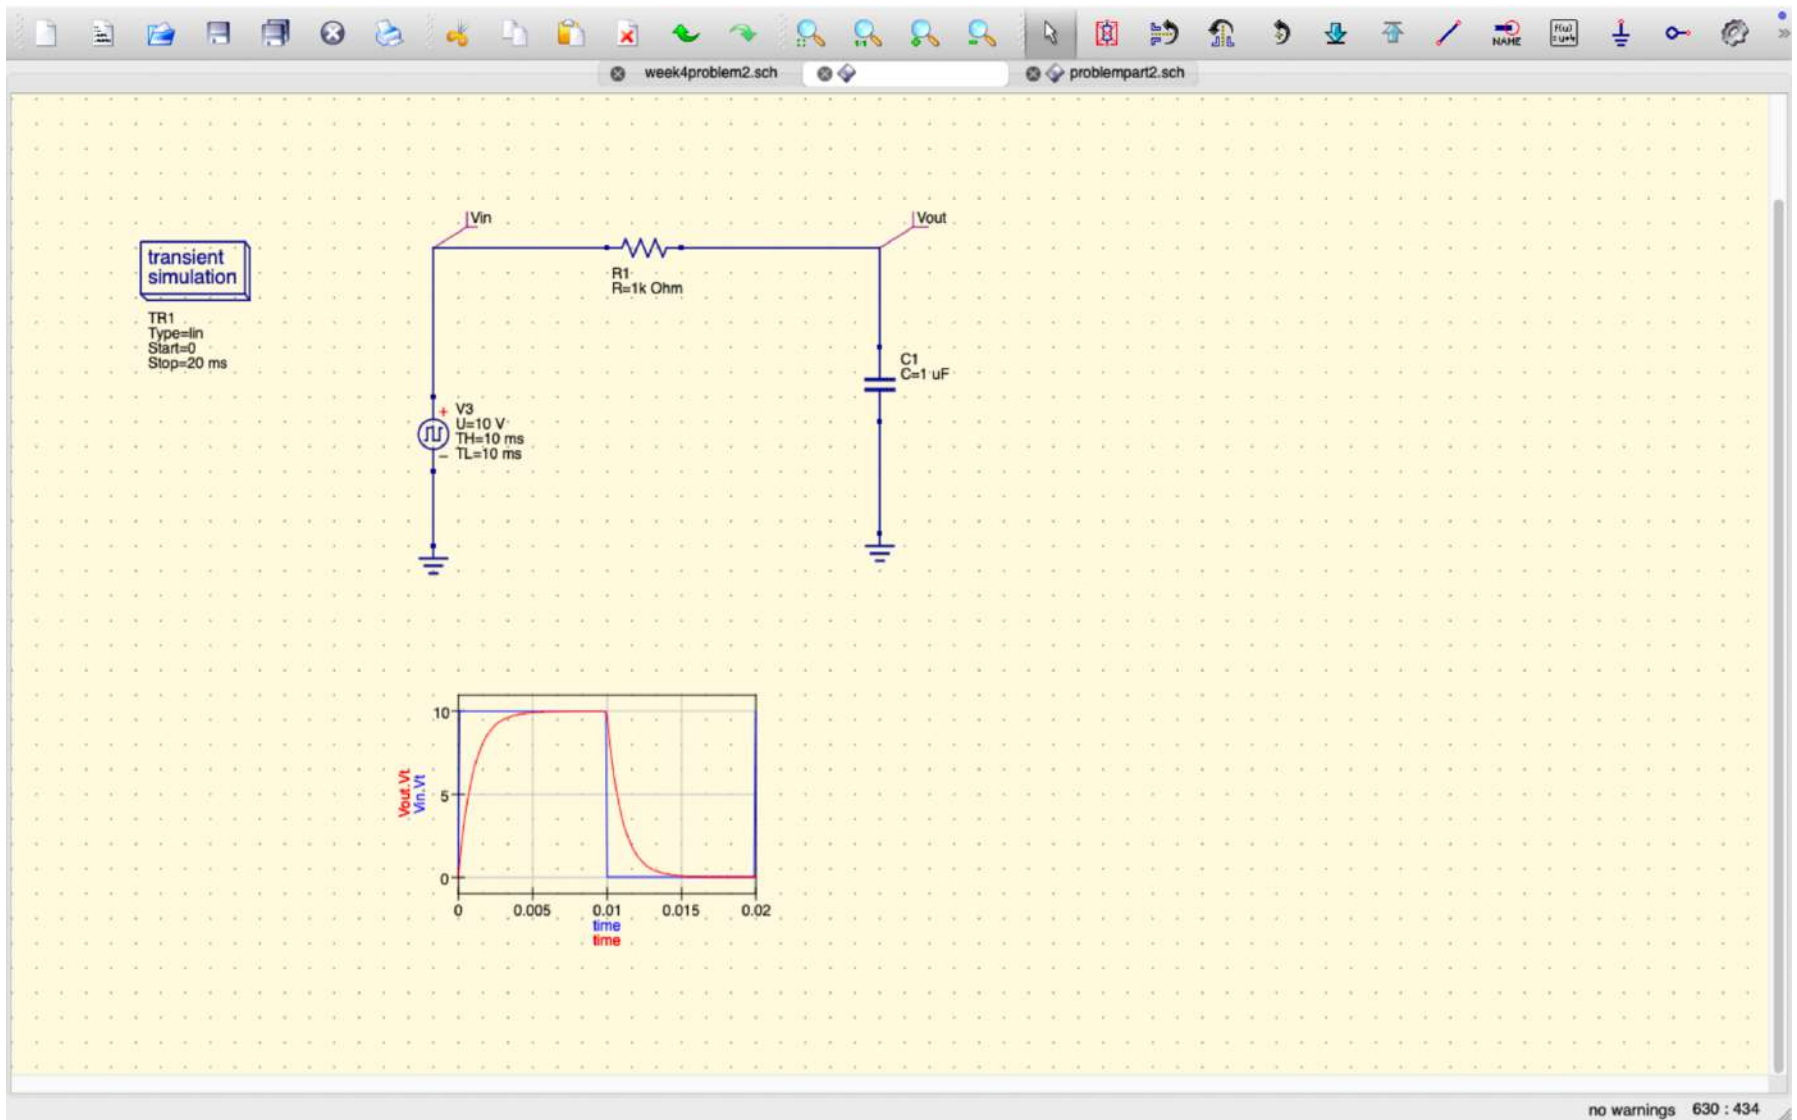 NAME
week4problem2.sch
problempart2.sch
Vin
Vout
transient
simulation
R1
R=1k Ohm
TR1
Type=lin
Start=0
Stop=20 ms
C1
C=1 uF
+
V3
U=10 V
TH=10 ms
TL=10 ms
10
5
0
Vout.Vt
Vin.Vt
0 0.005 0.01 0.015 0.02
time
time
no warnings 630 : 434